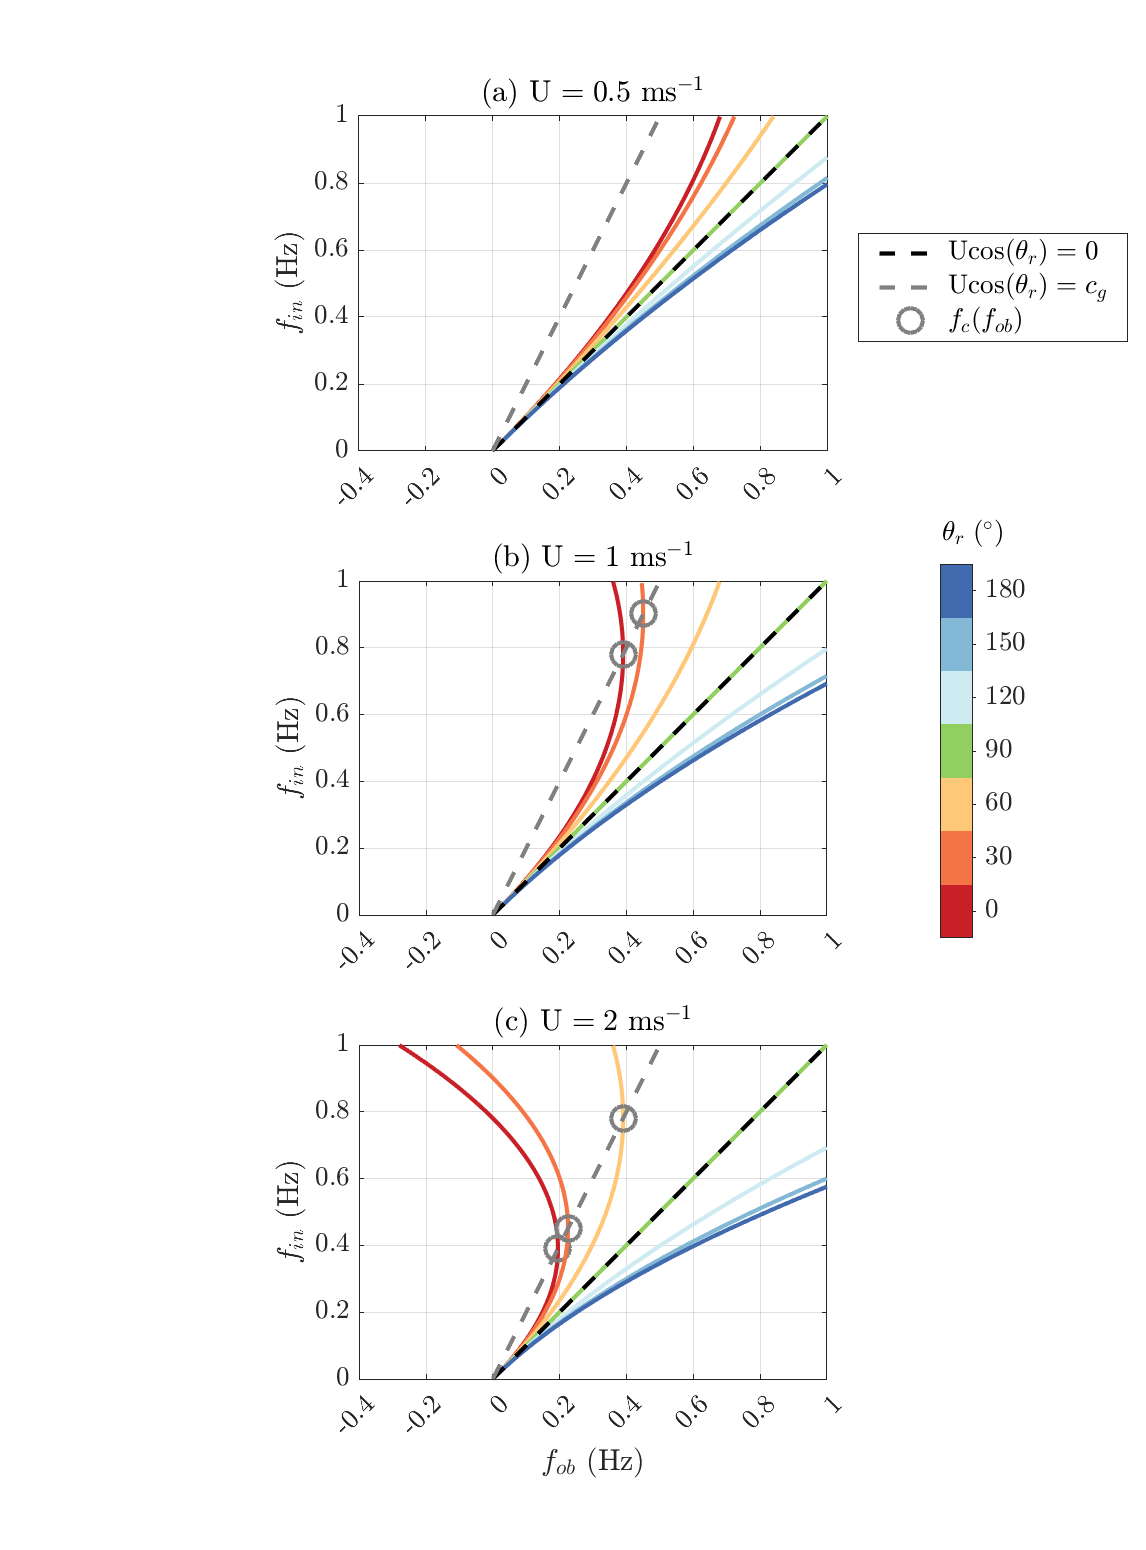 (a) U = 0.5 ms⁻¹
1
0.8
0.6
0.4
0.2
0
f_in (Hz)
-0.4 -0.2 0 0.2 0.4 0.6 0.8 1
Ucos(θ_r) = 0
Ucos(θ_r) = c_g
f_c(f_ob)
(b) U = 1 ms⁻¹
1
0.8
0.6
0.4
0.2
0
f_in (Hz)
-0.4 -0.2 0 0.2 0.4 0.6 0.8 1
θ_r (°)
180
150
120
90
60
30
0
(c) U = 2 ms⁻¹
1
0.8
0.6
0.4
0.2
0
f_in (Hz)
-0.4 -0.2 0 0.2 0.4 0.6 0.8 1
f_ob (Hz)